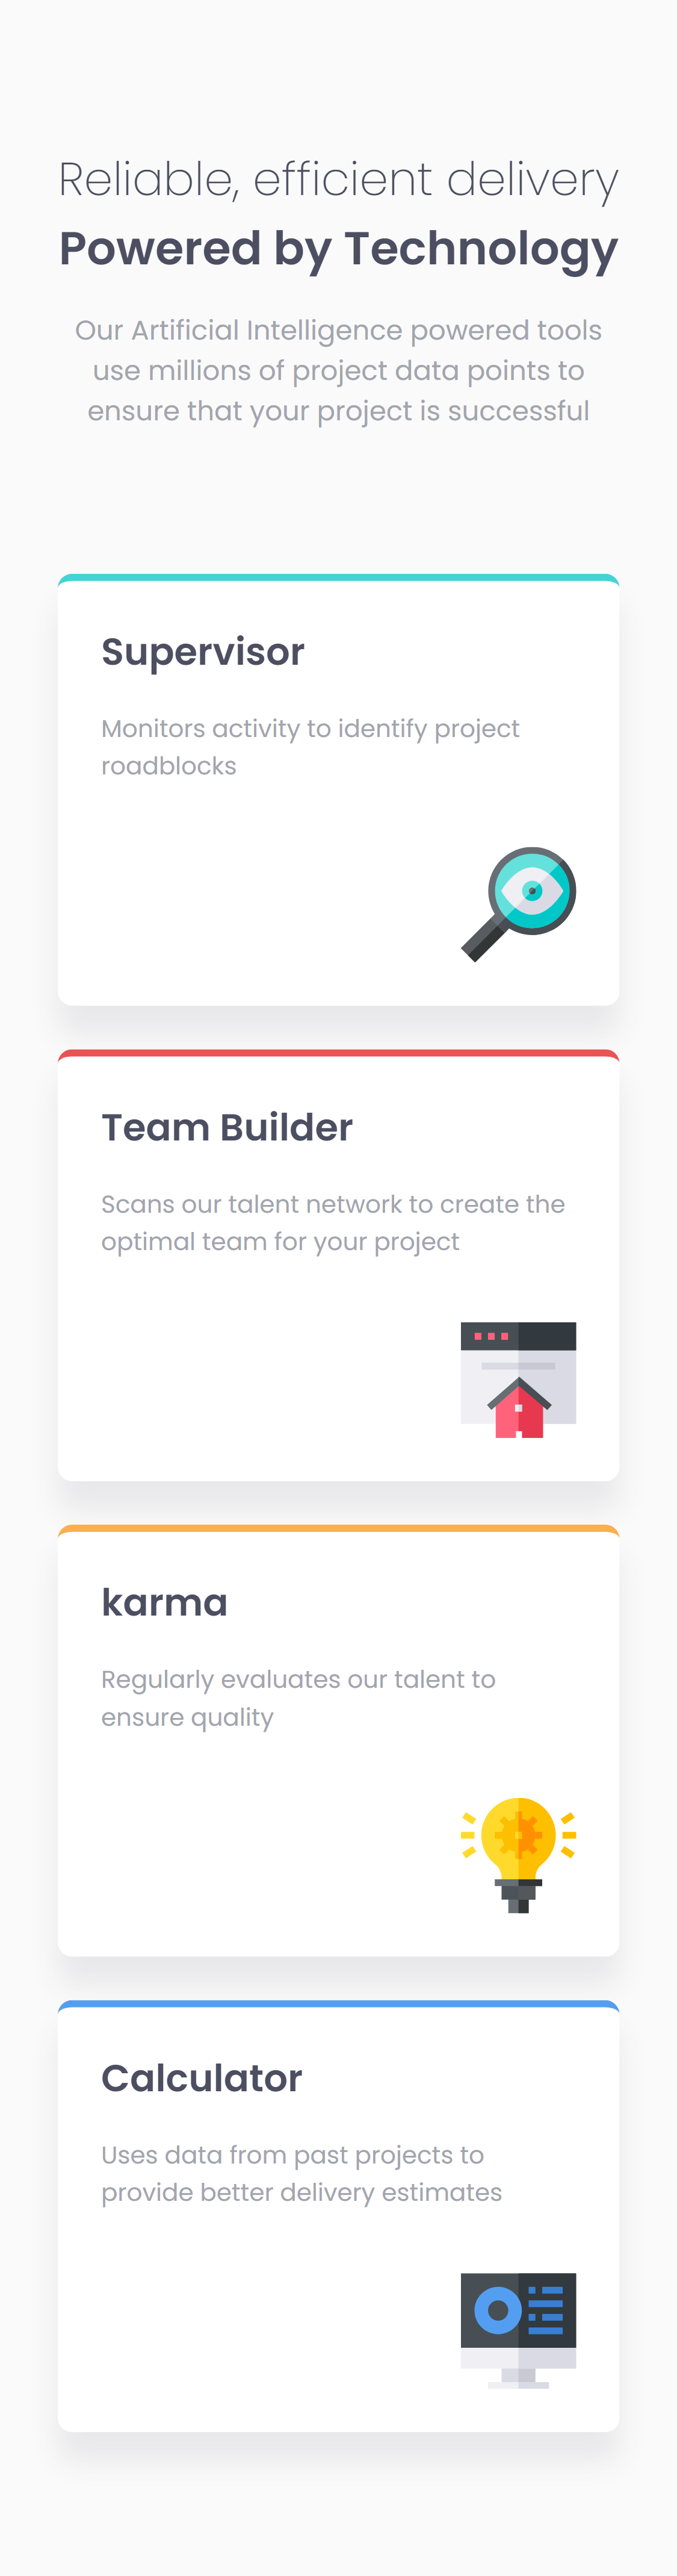 Reliable, efficient delivery
Powered by Technology
Our Artificial Intelligence powered tools
use millions of project data points to
ensure that your project is successful
Supervisor
Monitors activity to identify project
roadblocks
Team Builder
Scans our talent network to create the
optimal team for your project
karma
Regularly evaluates our talent to
ensure quality
Calculator
Uses data from past projects to
provide better delivery estimates